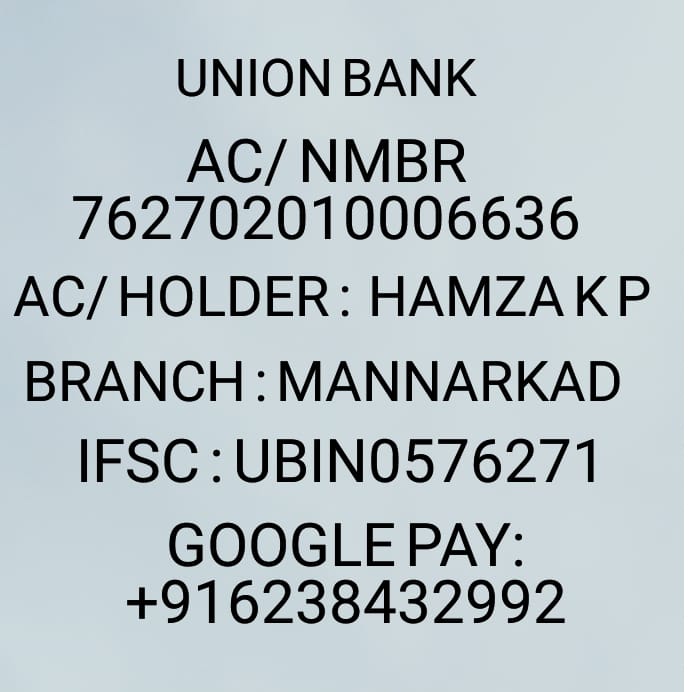 UNION BANK
AC/ NMBR
762702010006636
AC/ HOLDER : HAMZA K P
BRANCH : MANNARKAD
IFSC : UBIN0576271
GOOGLE PAY:
+916238432992